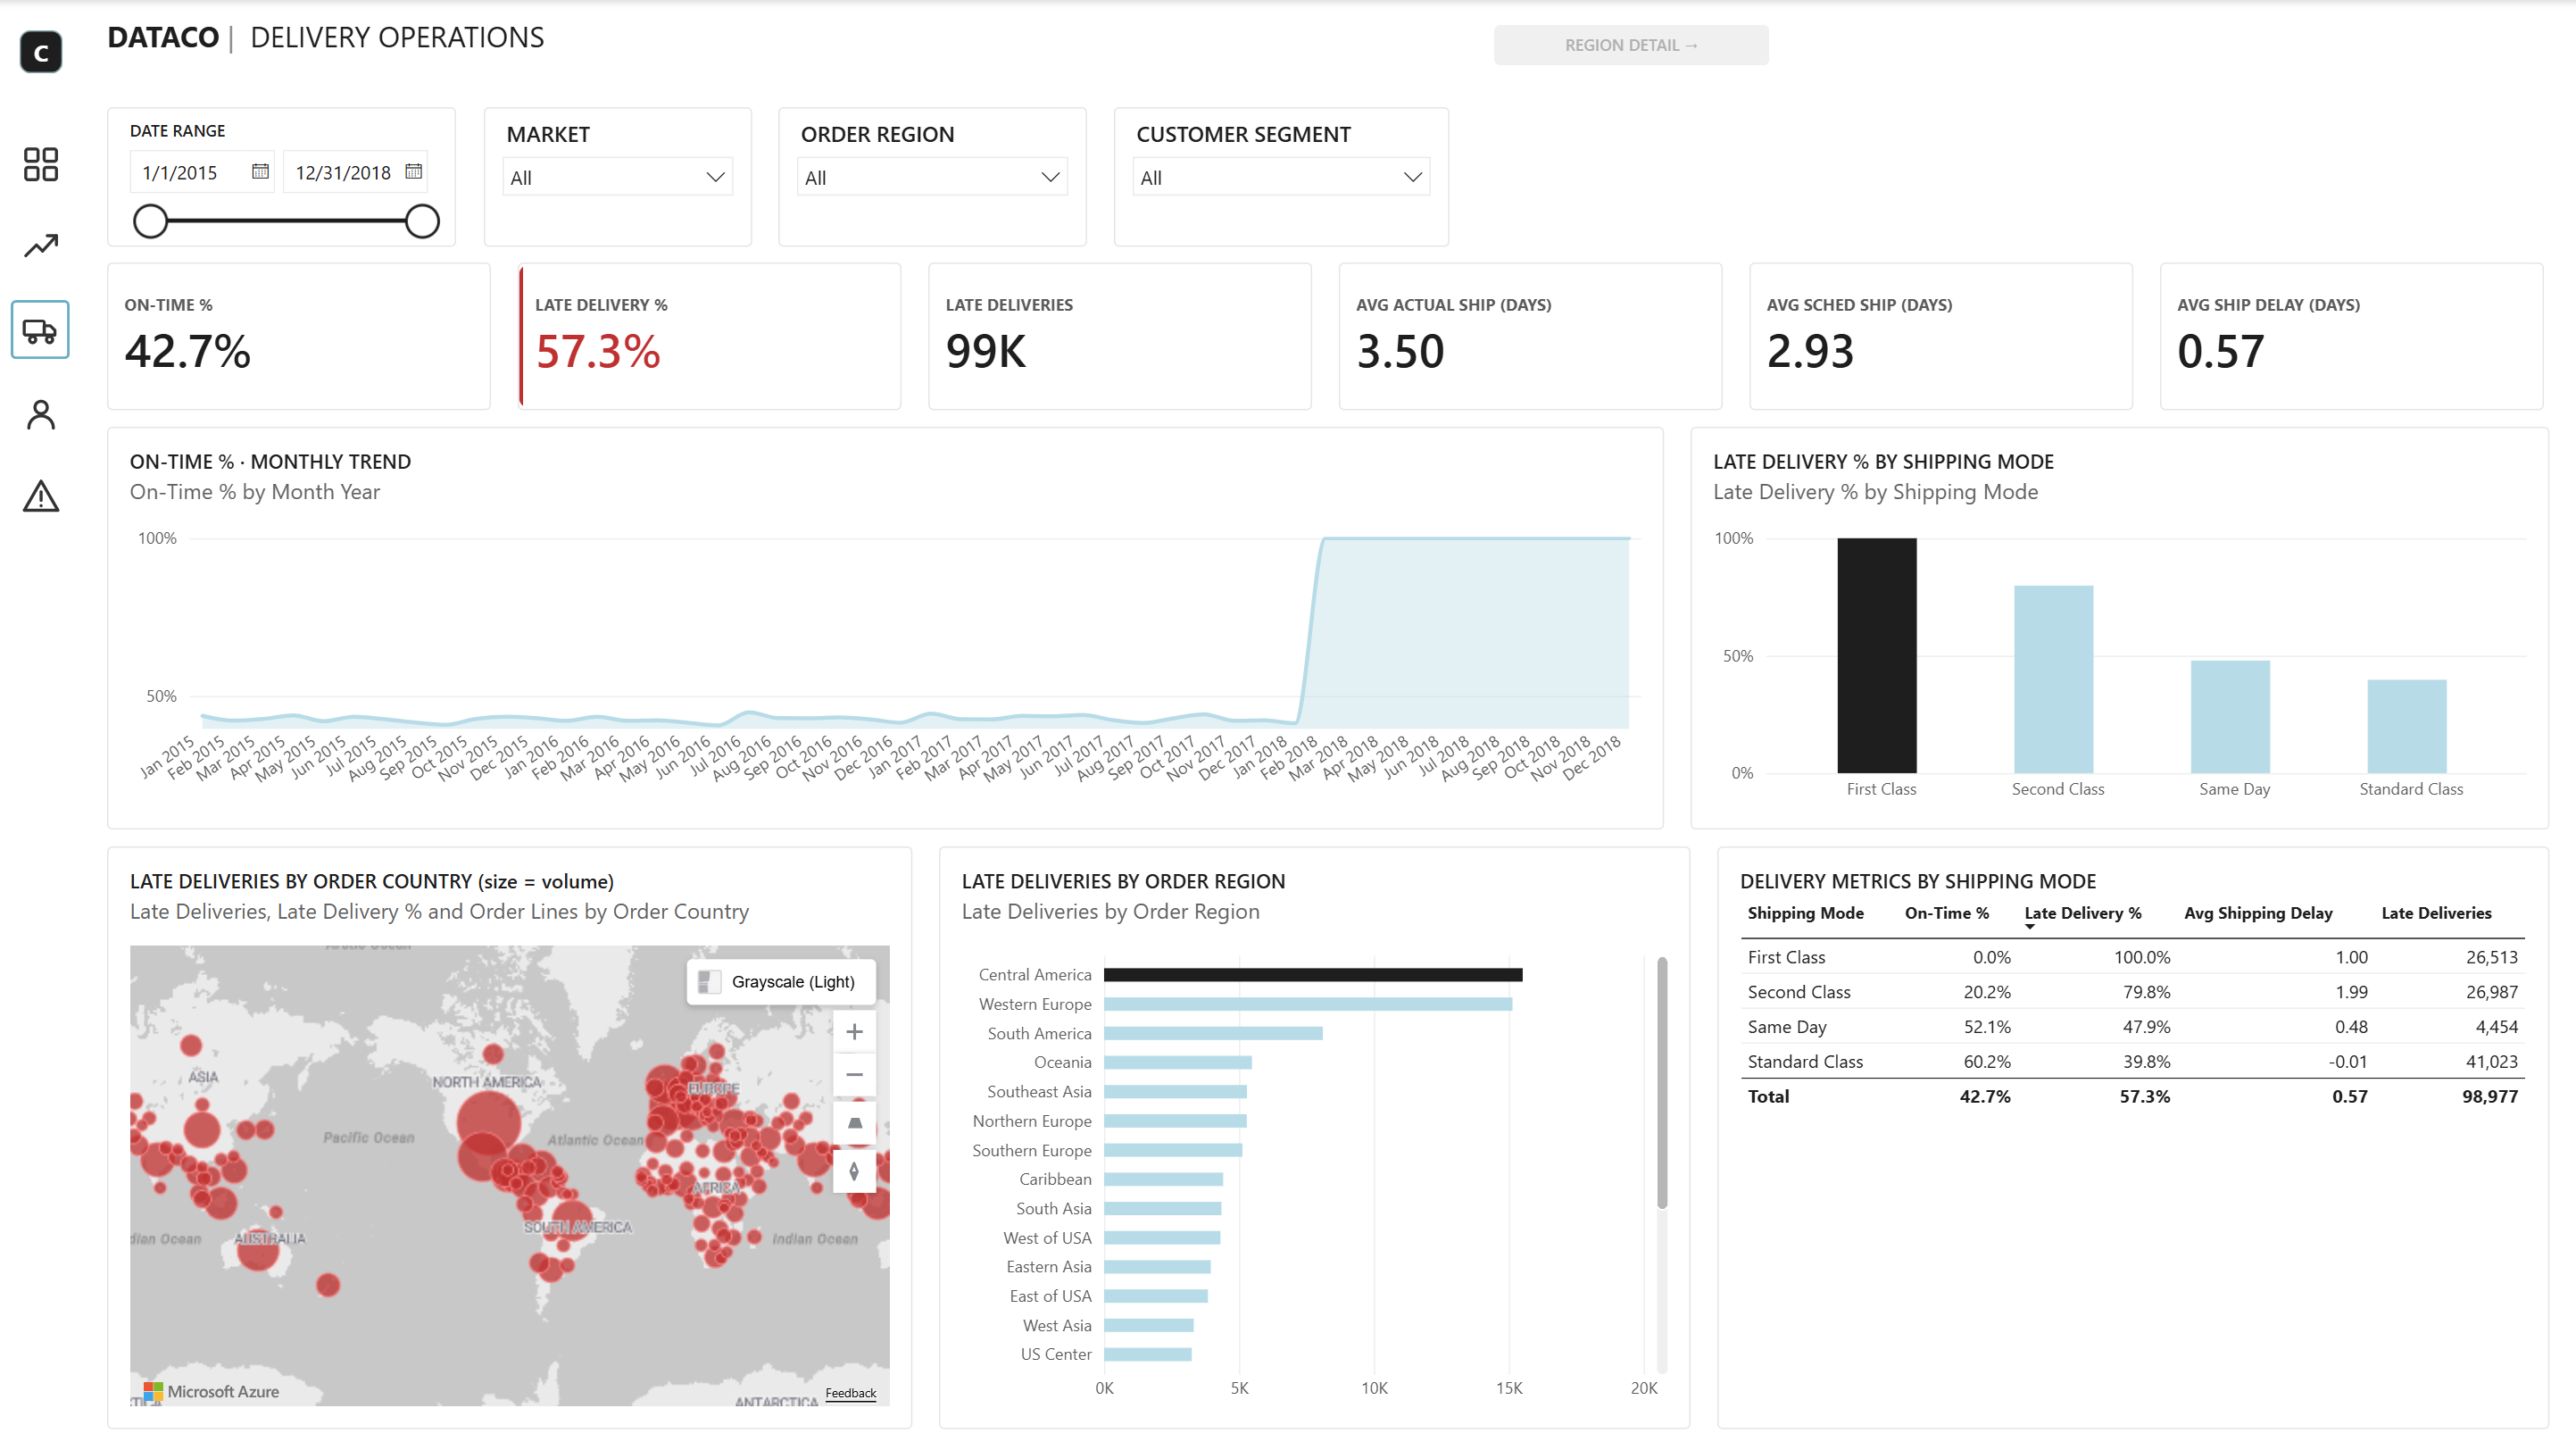 C
DATACO | DELIVERY OPERATIONS
REGION DETAIL →
DATE RANGE
1/1/2015 12/31/2018
MARKET
All
ORDER REGION
All
CUSTOMER SEGMENT
All
ON-TIME %
42.7%
LATE DELIVERY %
57.3%
LATE DELIVERIES
99K
AVG ACTUAL SHIP (DAYS)
3.50
AVG SCHED SHIP (DAYS)
2.93
AVG SHIP DELAY (DAYS)
0.57
ON-TIME % · MONTHLY TREND
On-Time % by Month Year
100%
50%
Jan 2015 Feb 2015 Mar 2015 Apr 2015 May 2015 Jun 2015 Jul 2015 Aug 2015 Sep 2015 Oct 2015 Nov 2015 Dec 2015 Jan 2016 Feb 2016 Mar 2016 Apr 2016 May 2016 Jun 2016 Jul 2016 Aug 2016 Sep 2016 Oct 2016 Nov 2016 Dec 2016 Jan 2017 Feb 2017 Mar 2017 Apr 2017 May 2017 Jun 2017 Jul 2017 Aug 2017 Sep 2017 Oct 2017 Nov 2017 Dec 2017 Jan 2018 Feb 2018 Mar 2018 Apr 2018 May 2018 Jun 2018 Jul 2018 Aug 2018 Sep 2018 Oct 2018 Nov 2018 Dec 2018
LATE DELIVERY % BY SHIPPING MODE
Late Delivery % by Shipping Mode
100%
50%
0%
First Class Second Class Same Day Standard Class
LATE DELIVERIES BY ORDER COUNTRY (size = volume)
Late Deliveries, Late Delivery % and Order Lines by Order Country
Arctic Ocean
Grayscale (Light)
ASIA
NORTH AMERICA
EUROPE
Pacific Ocean
Atlantic Ocean
AFRICA
SOUTH AMERICA
AUSTRALIA
Indian Ocean
ANTARCTICA
Microsoft Azure
Feedback
LATE DELIVERIES BY ORDER REGION
Late Deliveries by Order Region
Central America
Western Europe
South America
Oceania
Southeast Asia
Northern Europe
Southern Europe
Caribbean
South Asia
West of USA
Eastern Asia
East of USA
West Asia
US Center
0K 5K 10K 15K 20K
DELIVERY METRICS BY SHIPPING MODE
Shipping Mode On-Time % Late Delivery % Avg Shipping Delay Late Deliveries
First Class 0.0% 100.0% 1.00 26,513
Second Class 20.2% 79.8% 1.99 26,987
Same Day 52.1% 47.9% 0.48 4,454
Standard Class 60.2% 39.8% -0.01 41,023
Total 42.7% 57.3% 0.57 98,977